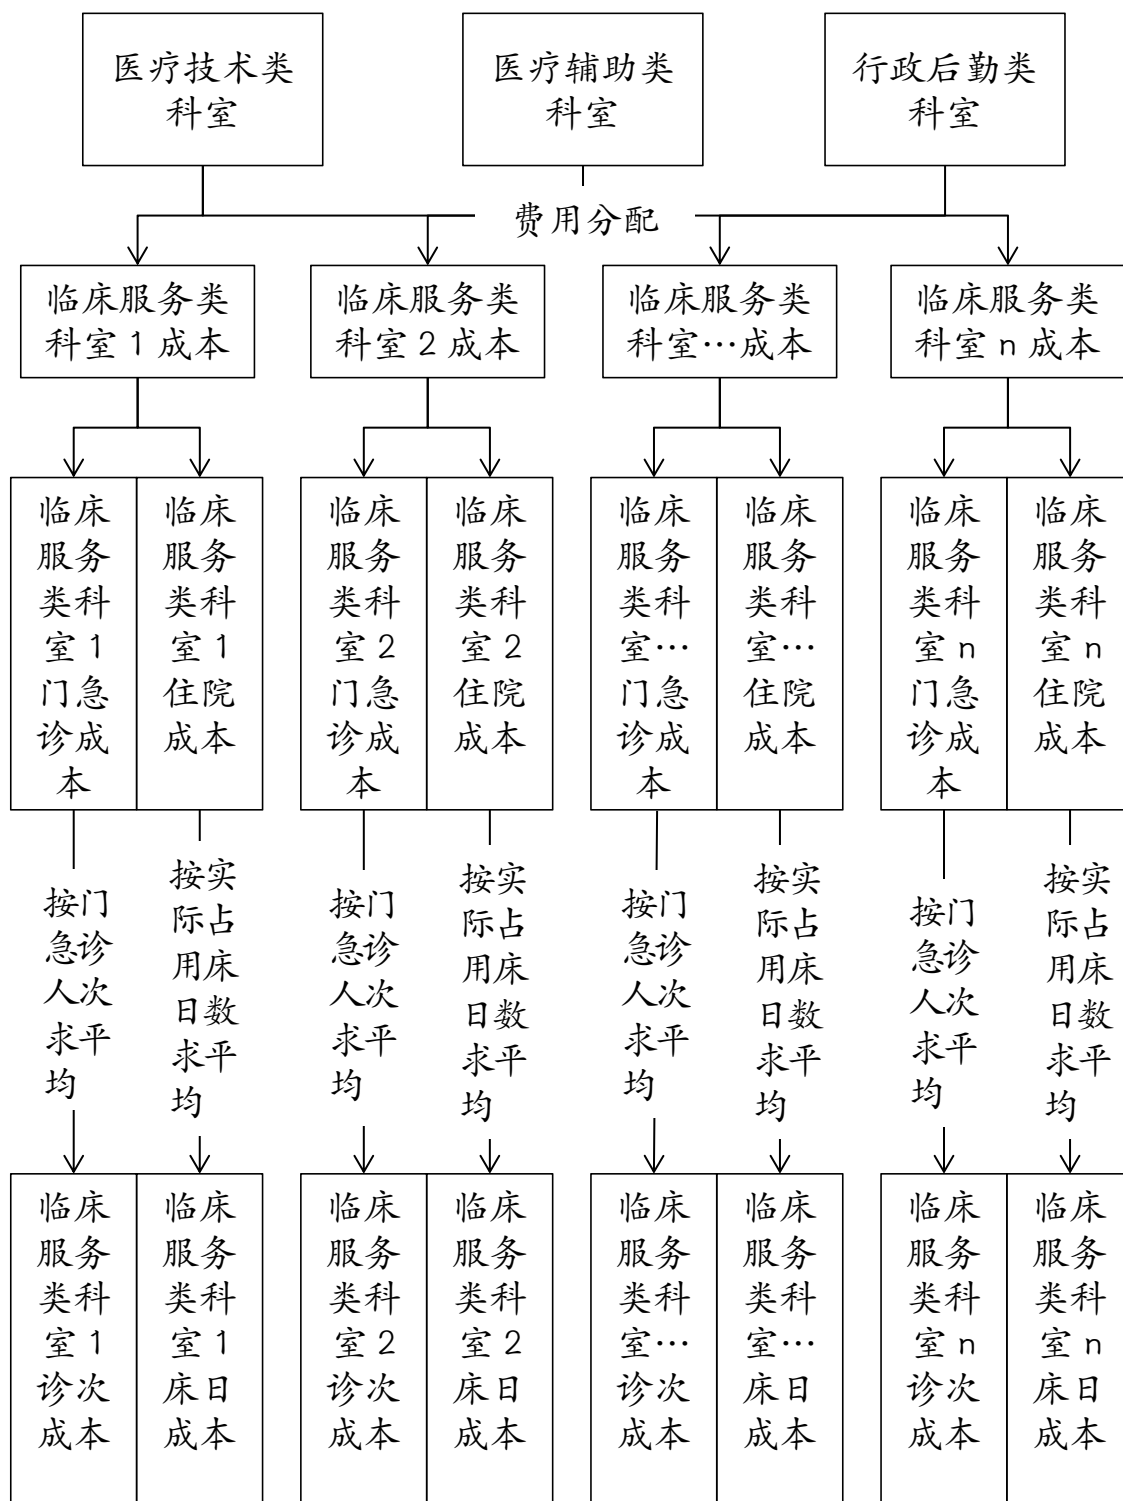 医疗技术类
科室
医疗辅助类
科室
行政后勤类
科室
费用分配
临床服务类
科室1成本
临床服务类
科室2成本
临床服务类
科室…成本
临床服务类
科室n成本
临床
服务
类科
室1
门急
诊成
本
临床
服务
类科
室1
住院
成本
临床
服务
类科
室2
门急
诊成
本
临床
服务
类科
室2
住院
成本
临床
服务
类科
室…
门急
诊成
本
临床
服务
类科
室…
住院
成本
临床
服务
类科
室n
门急
诊成
本
临床
服务
类科
室n
住院
成本
按门
急诊
人次
求平
均
按实
际占
用床
日数
求平
均
按门
急诊
人次
求平
均
按实
际占
用床
日数
求平
均
按门
急诊
人次
求平
均
按实
际占
用床
日数
求平
均
按门
急诊
人次
求平
均
按实
际占
用床
日数
求平
均
临床
服务
类科
室1
诊次
成本
临床
服务
类科
室1
床日
成本
临床
服务
类科
室2
诊次
成本
临床
服务
类科
室2
床日
成本
临床
服务
类科
室…
诊次
成本
临床
服务
类科
室…
床日
成本
临床
服务
类科
室n
诊次
成本
临床
服务
类科
室n
床日
成本